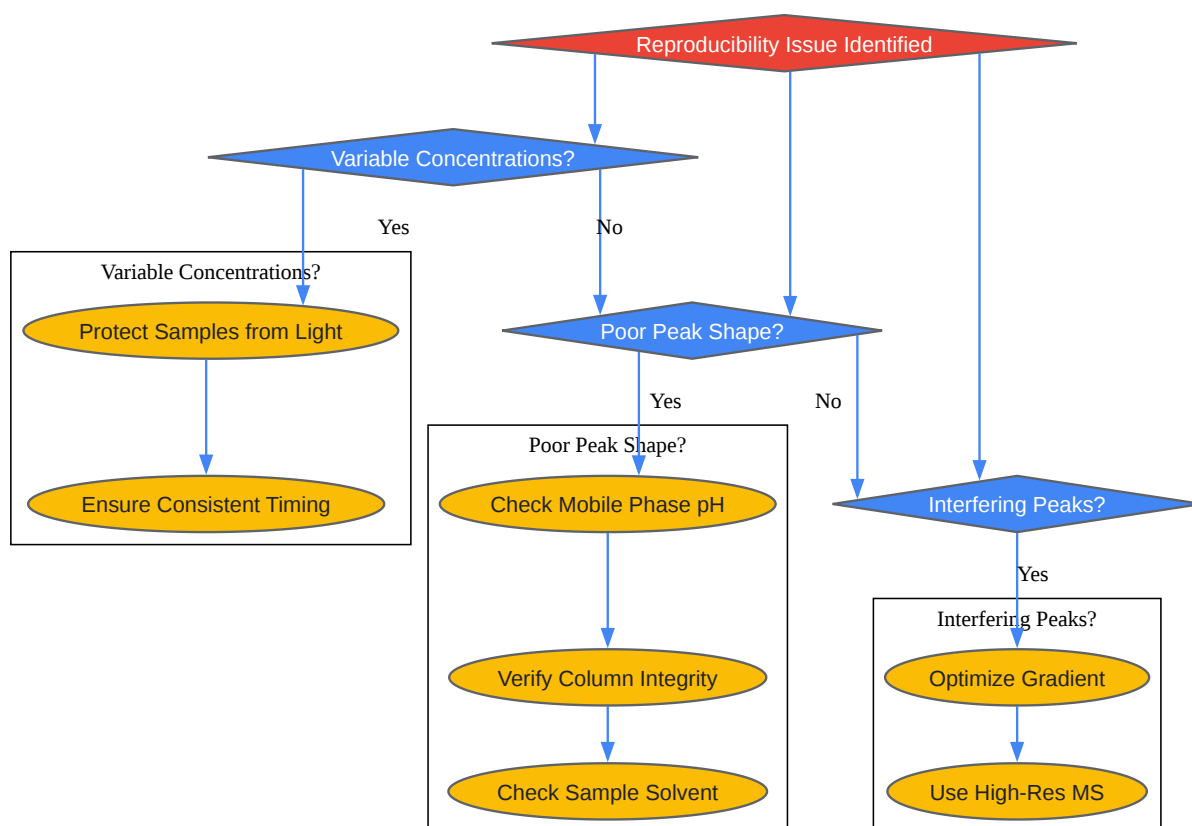 Reproducibility Issue Identified
Variable Concentrations?
Yes
No
Variable Concentrations?
Protect Samples from Light
Poor Peak Shape?
Yes
No
Poor Peak Shape?
Ensure Consistent Timing
Check Mobile Phase pH
Interfering Peaks?
Yes
Interfering Peaks?
Verify Column Integrity
Optimize Gradient
Check Sample Solvent
Use High-Res MS